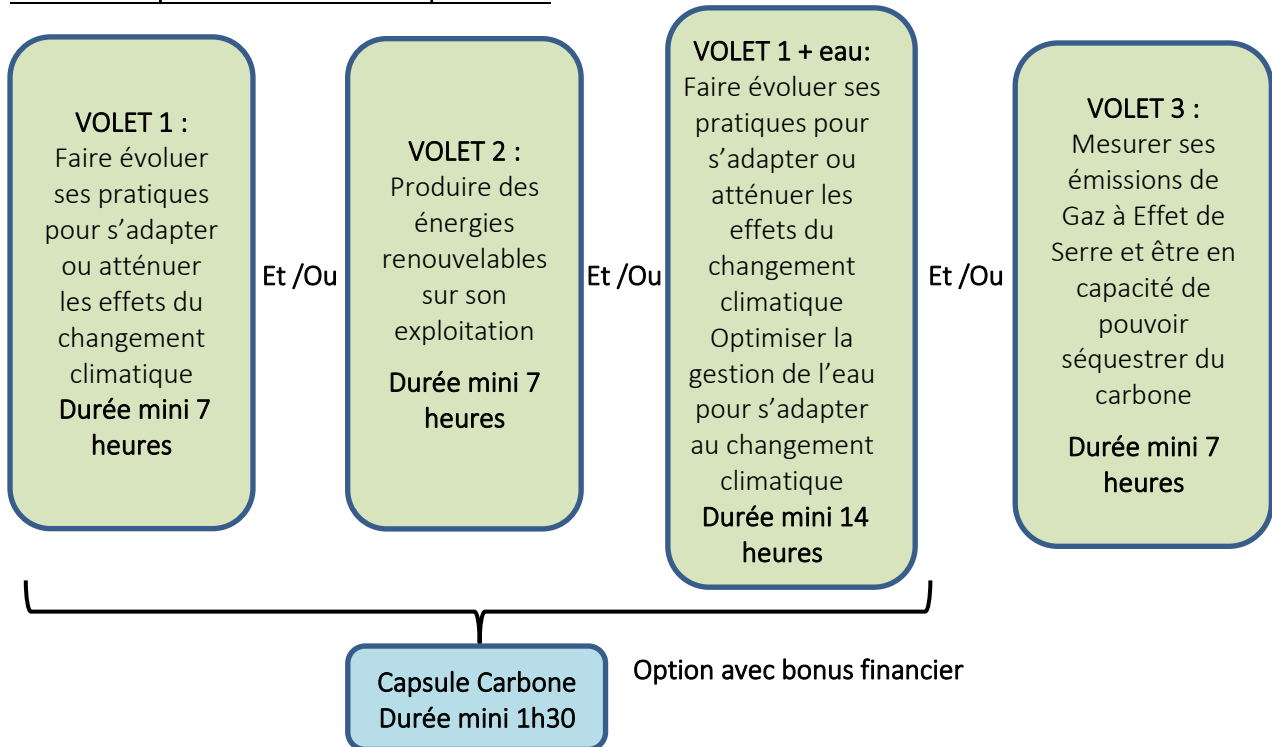 VOLET 1 :
Faire évoluer
ses pratiques
pour s'adapter
ou atténuer
les effets du
changement
climatique
Durée mini 7
heures
Et /Ou
VOLET 2 :
Produire des
énergies
renouvelables
sur son
exploitation
Durée mini 7
heures
Et /Ou
VOLET 1 + eau:
Faire évoluer ses
pratiques pour
s'adapter ou
atténuer les
effets du
changement
climatique
Optimiser la
gestion de l'eau
pour s'adapter
au changement
climatique
Durée mini 14
heures
Et /Ou
VOLET 3 :
Mesurer ses
émissions de
Gaz à Effet de
Serre et être en
capacité de
pouvoir
séquestrer du
carbone
Durée mini 7
heures
Capsule Carbone
Durée mini 1h30
Option avec bonus financier